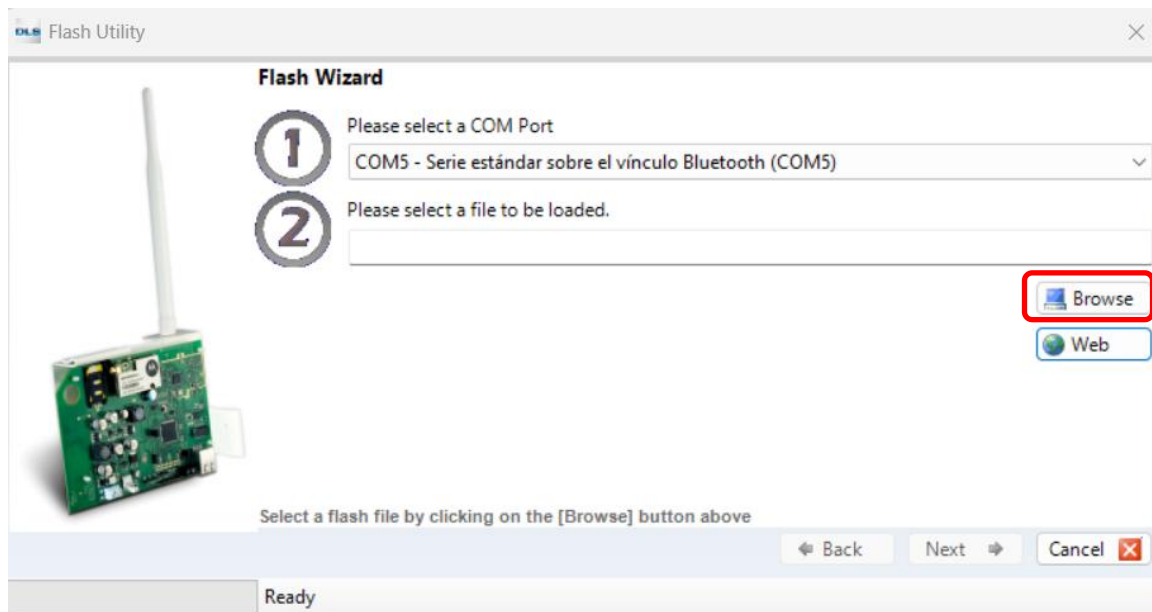 DLS Flash Utility
Flash Wizard
1
Please select a COM Port
COM5 - Serie estándar sobre el vínculo Bluetooth (COM5)
2
Please select a file to be loaded.
Browse
Web
Select a flash file by clicking on the [Browse] button above
Back Next Cancel
Ready